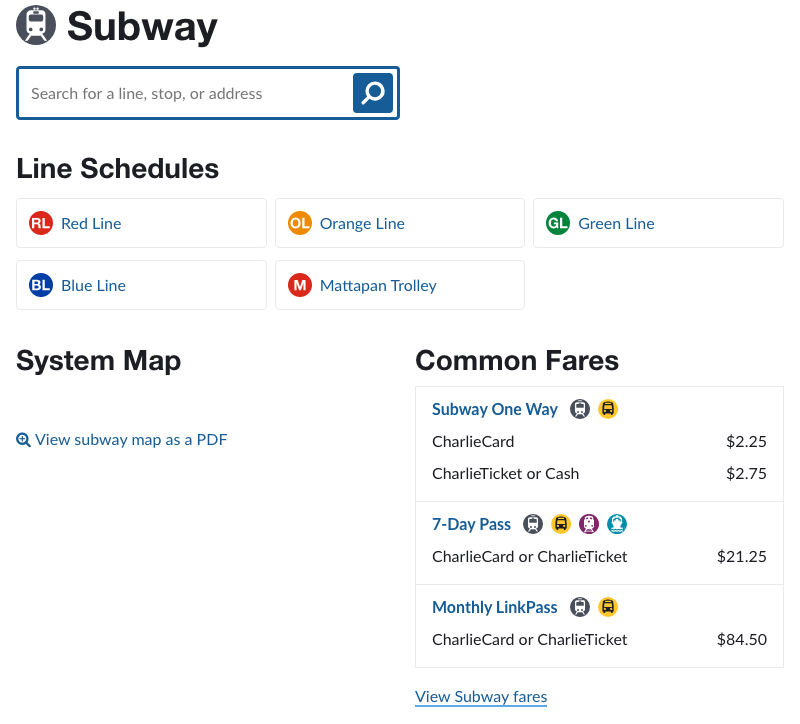 Subway
Search for a line, stop, or address
Line Schedules
RL Red Line
OL Orange Line
GL Green Line
BL Blue Line
M Mattapan Trolley
System Map
View subway map as a PDF
Common Fares
Subway One Way
CharlieCard $2.25
CharlieTicket or Cash $2.75
7-Day Pass
CharlieCard or CharlieTicket $21.25
Monthly LinkPass
CharlieCard or CharlieTicket $84.50
View Subway fares